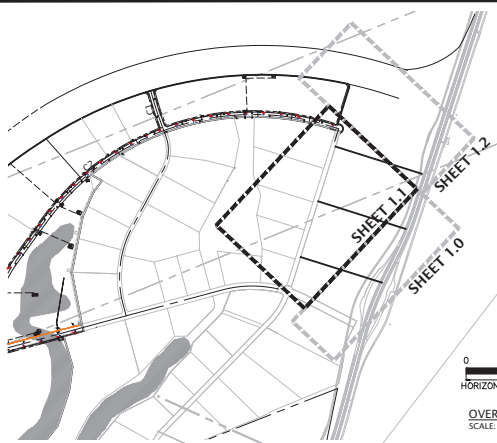 SHEET 1.2
SHEET 1.1
SHEET 1.0
0
HORIZON
OVER
SCALE: